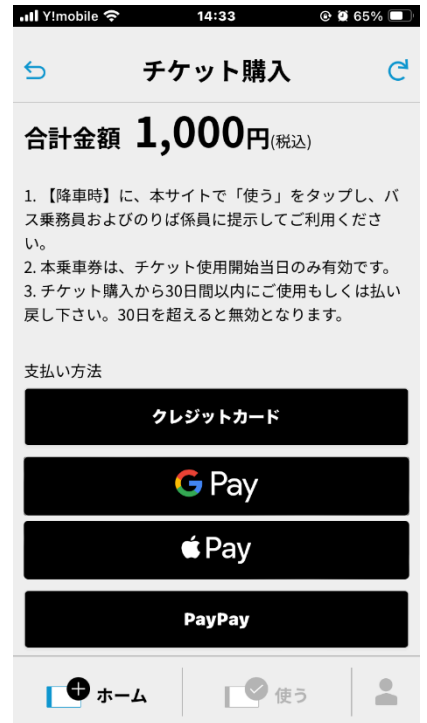 Y!mobile 14:33 65%
チケット購入
合計金額 1,000円(税込)
1. 【降車時】に、本サイトで「使う」をタップし、バ
ス乗務員およびのりば係員に提示してご利用くださ
い。
2. 本乗車券は、チケット使用開始当日のみ有効です。
3. チケット購入から30日間以内にご使用もしくは払い
戻し下さい。30日を超えると無効となります。
支払い方法
クレジットカード
G Pay
Pay
PayPay
ホーム 使う